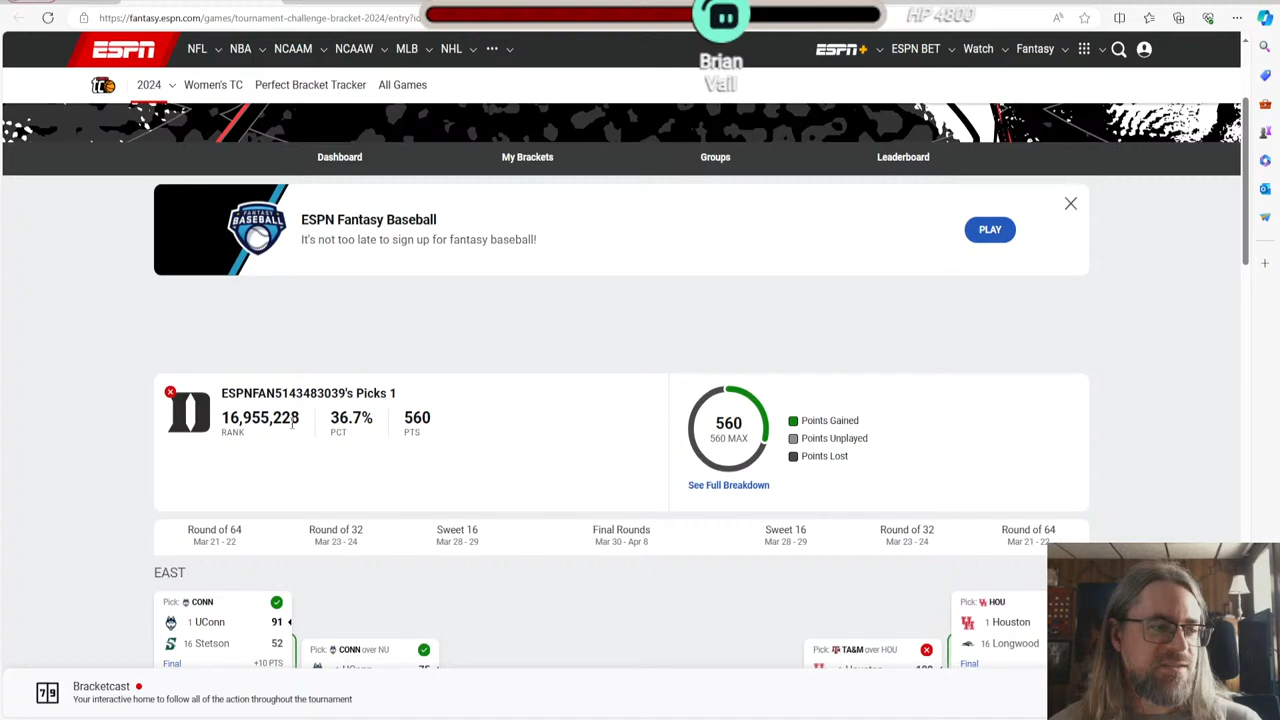 https://fantasy.espn.com/games/tournament-challenge-bracket-2024/entry?id
HP 4800
Brian
Vail
ESPN NFL NBA NCAAM NCAAW MLB NHL ESPN+ ESPN BET Watch Fantasy
TC 2024 Women's TC Perfect Bracket Tracker All Games
Dashboard My Brackets Groups Leaderboard
FANTASY
BASEBALL
ESPN Fantasy Baseball
It's not too late to sign up for fantasy baseball!
PLAY
ESPNFAN5143483039's Picks 1
16,955,223 36.7% 560
RANK PCT PTS
560
560 MAX
Points Gained
Points Unplayed
Points Lost
See Full Breakdown
Round of 64 Round of 32 Sweet 16 Final Rounds Sweet 16 Round of 32 Round of 64
Mar 21 - 22 Mar 23 - 24 Mar 28 - 29 Mar 30 - Apr 8 Mar 28 - 29 Mar 23 - 24 Mar 21 - 22
EAST
Pick: CONN
1 UConn 91
16 Stetson 52
Final +10 PTS
Pick: CONN over NU
Pick: TA&M over HOU
Pick: HOU
1 Houston
16 Longwood
Final
79 Bracketcast
Your interactive home to follow all of the action throughout the tournament